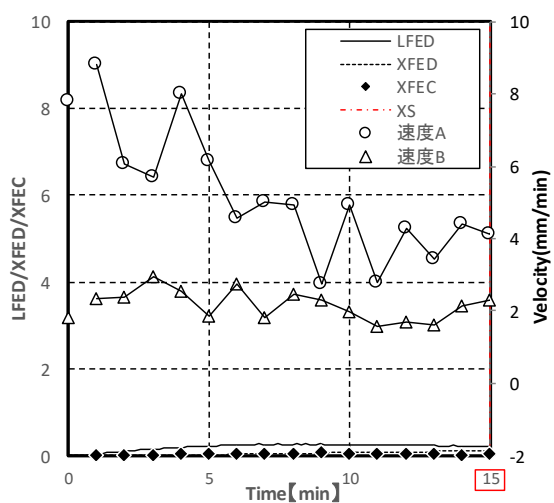 10
8
6
4
2
0
LFED/XFED/XFEC
LFED
XFED
XFEC
XS
速度A
速度B
10
8
6
4
2
0
-2
Velocity(mm/min)
0
5
10
15
Time【min】